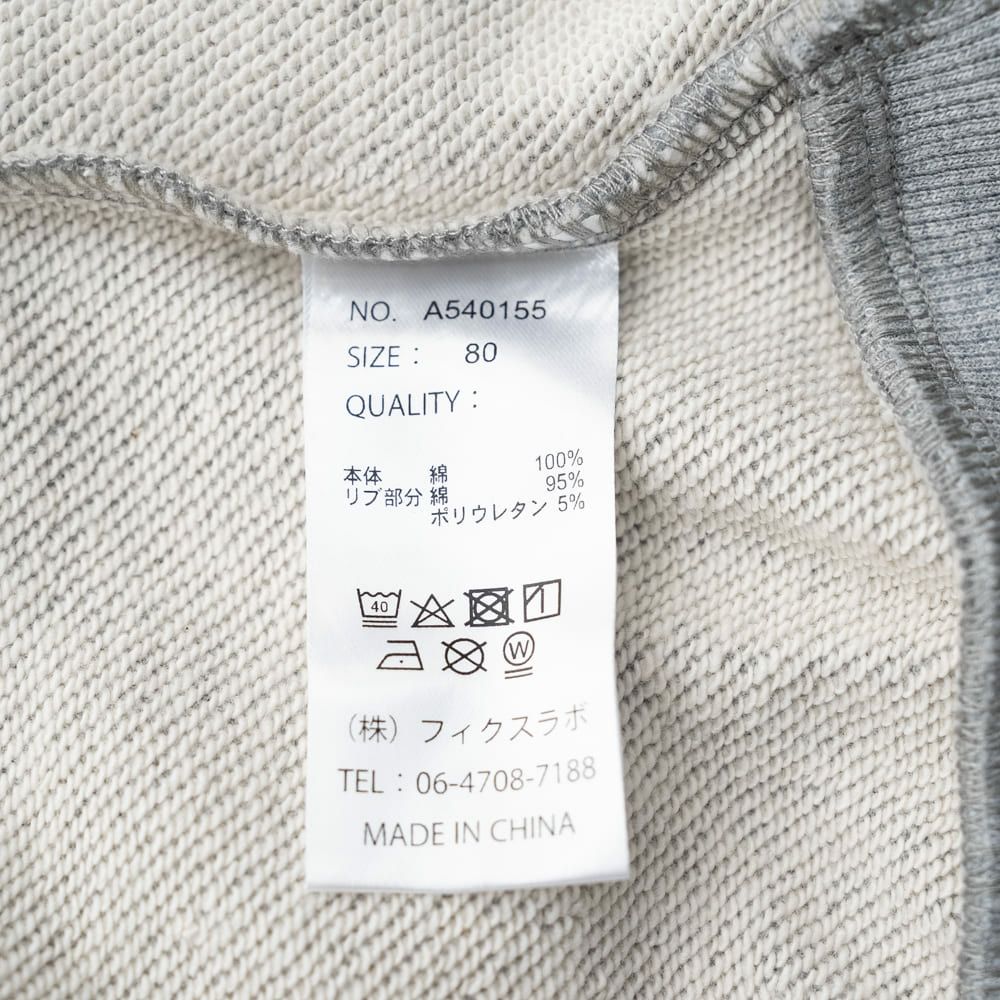 NO. A540155
SIZE : 80
QUALITY :
本体 綿 100%
リブ部分 綿 95%
ポリウレタン 5%
40
W
(株) フィクスラボ
TEL : 06-4708-7188
MADE IN CHINA